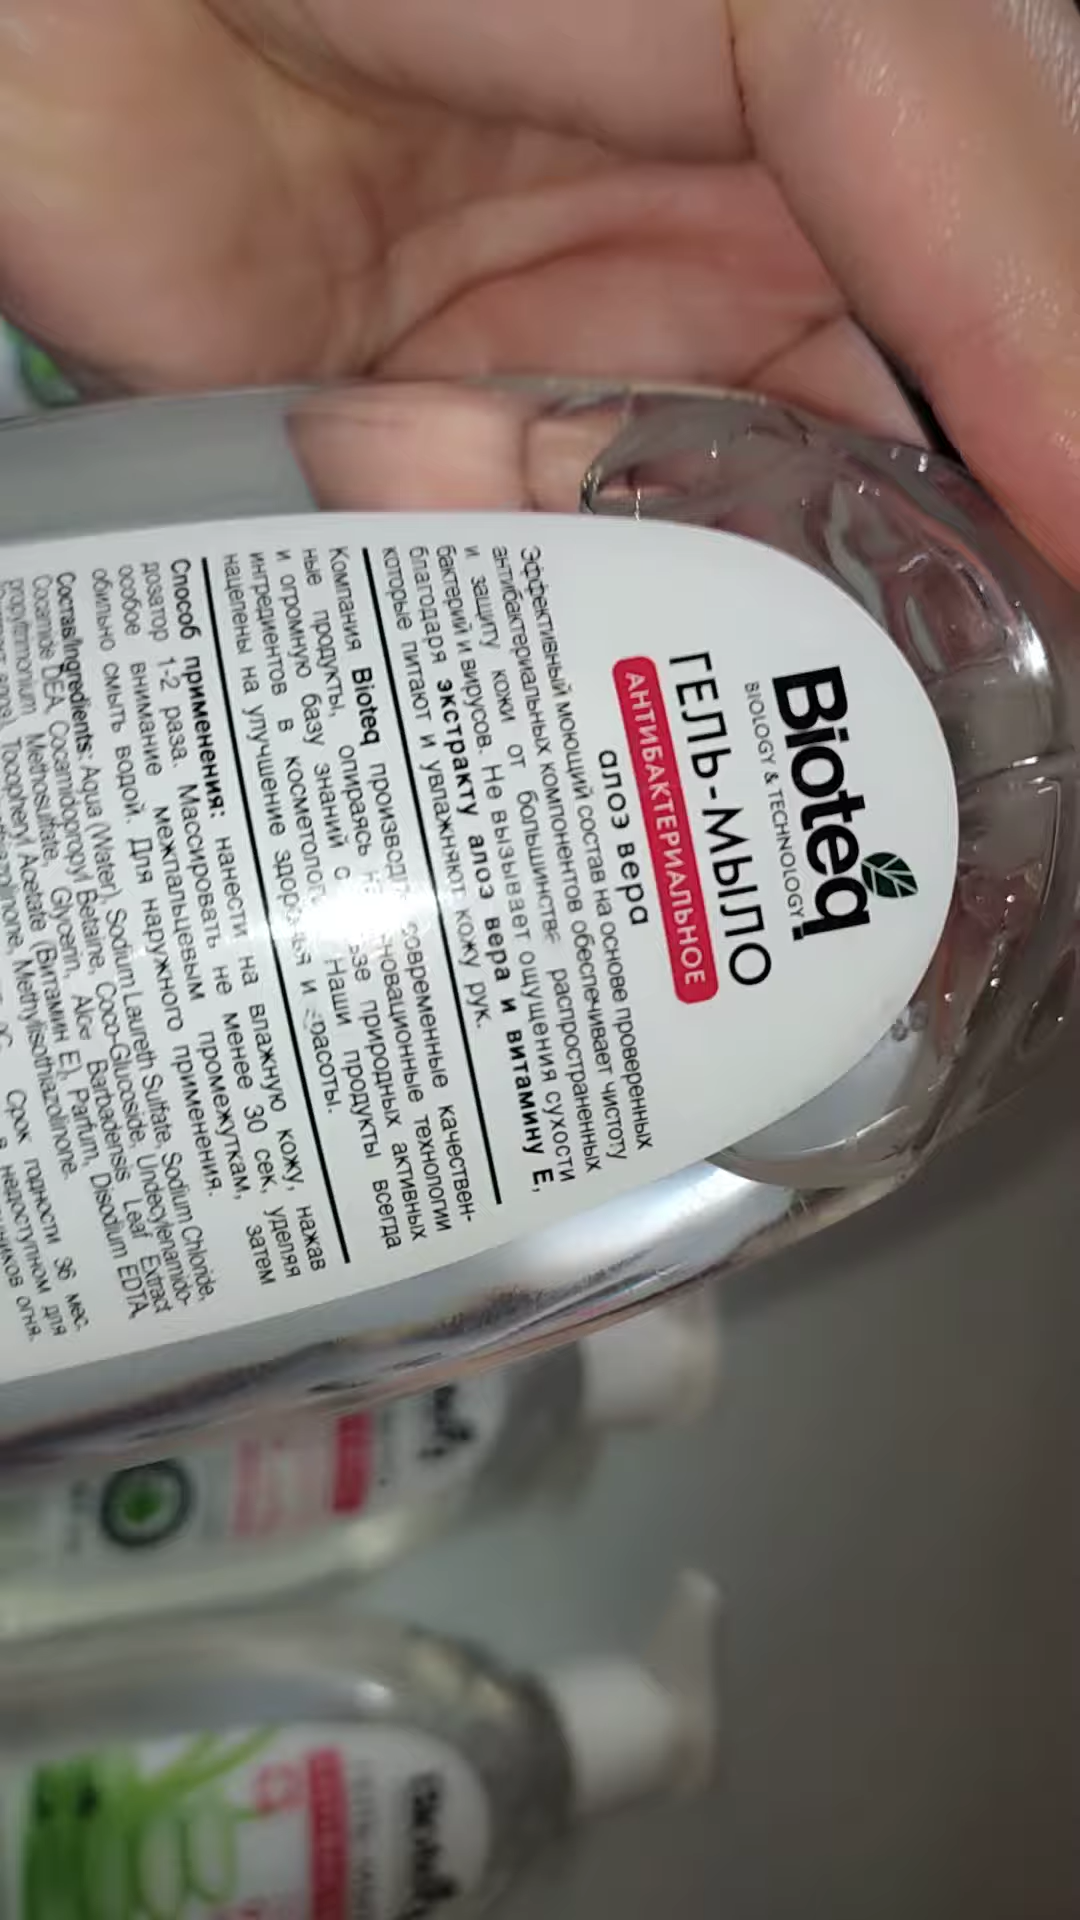 Bioteq
BIOLOGY & TECHNOLOGY
ГЕЛЬ-МЫЛО
АНТИБАКТЕРИАЛЬНОЕ
алоэ вера
Эффективный моющий состав на основе проверенных
антибактериальных компонентов обеспечивает чистоту
и защиту кожи от большинства распространенных
бактерий и вирусов. Не вызывает ощущения сухости
благодаря экстракту алоэ вера и витамину Е,
которые питают и увлажняют кожу рук.
Компания Bioteq производ современные качествен-
ные продукты, опираясь новационные технологии
и огромную базу знаний с природных активных
ингредиентов в косметолог Наши продукты всегда
нацелены на улучшение здоровья и красоты.
Способ применения: нанести на влажную кожу, нажав
дозатор 1-2 раза. Массировать не менее 30 сек, уделяя
особое внимание межпальцевым промежуткам, затем
обильно смыть водой. Для наружного применения.
Состав/Ingredients: Aqua (Water), Sodium Laureth Sulfate, Sodium Chloride,
Cocamide DEA, Cocamidopropyl Betaine, Coco-Glucoside, Undecylenamido-
propyltrimonium Methosulfate, Glycerin, Aloe Barbadensis Leaf Extract
Tocopheryl Acetate (Витамин Е), Parfum, Disodium EDTA,
Methylisothiazolinone.
Срок годности 36 мес.
в недоступном для
огня.